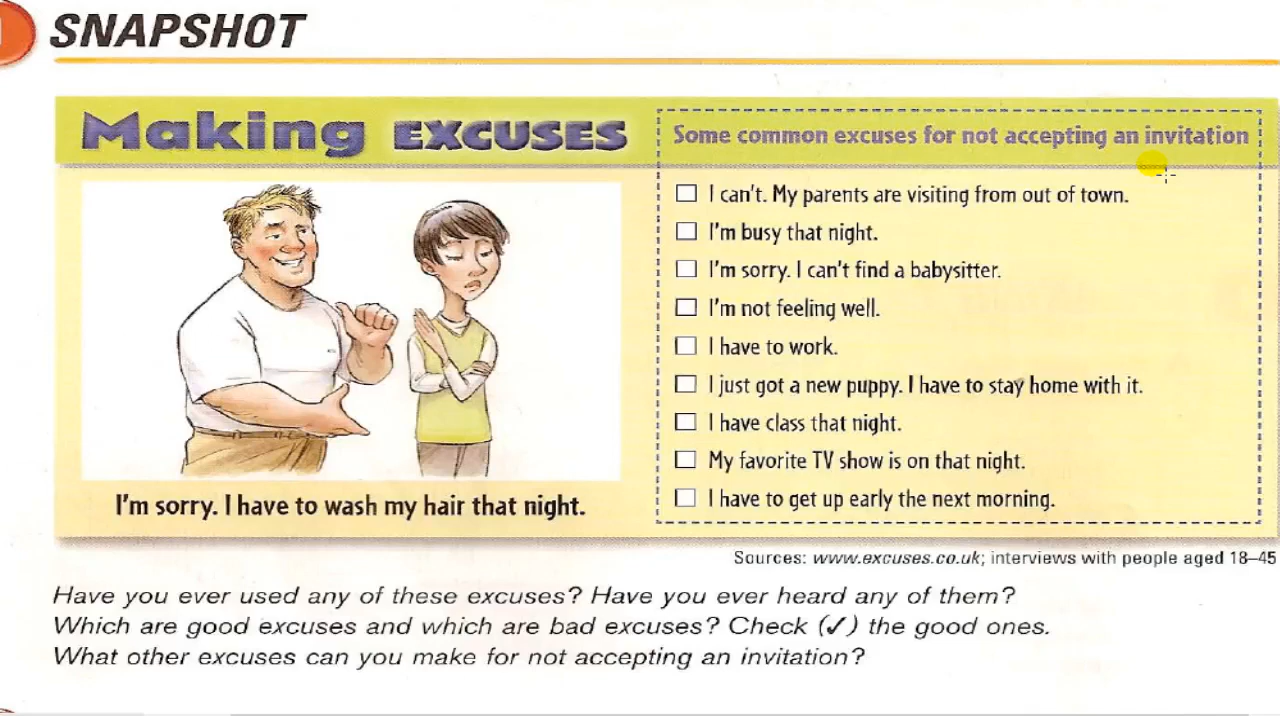 SNAPSHOT
Making EXCUSES
I'm sorry. I have to wash my hair that night.
Some common excuses for not accepting an invitation
I can't. My parents are visiting from out of town.
I'm busy that night.
I'm sorry. I can't find a babysitter.
I'm not feeling well.
I have to work.
I just got a new puppy. I have to stay home with it.
I have class that night.
My favorite TV show is on that night.
I have to get up early the next morning.
Sources: www.excuses.co.uk; interviews with people aged 18–45
Have you ever used any of these excuses? Have you ever heard any of them?
Which are good excuses and which are bad excuses? Check (✓) the good ones.
What other excuses can you make for not accepting an invitation?